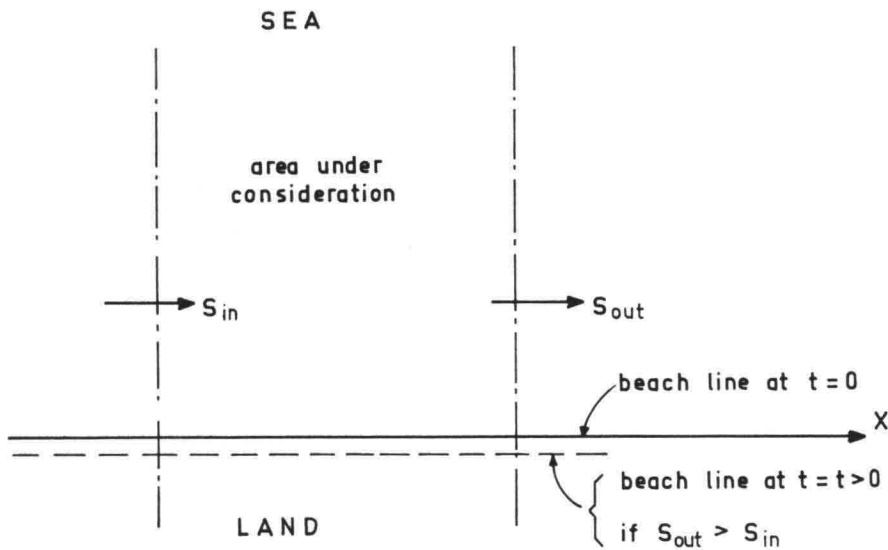 SEA
area under
consideration
S_in
S_out
beach line at t=0
X
beach line at t=t>0
if S_out > S_in
LAND